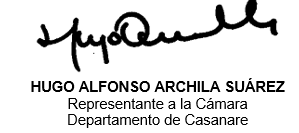 HUGO ALFONSO ARCHILA SUÁREZ
Representante a la Cámara
Departamento de Casanare